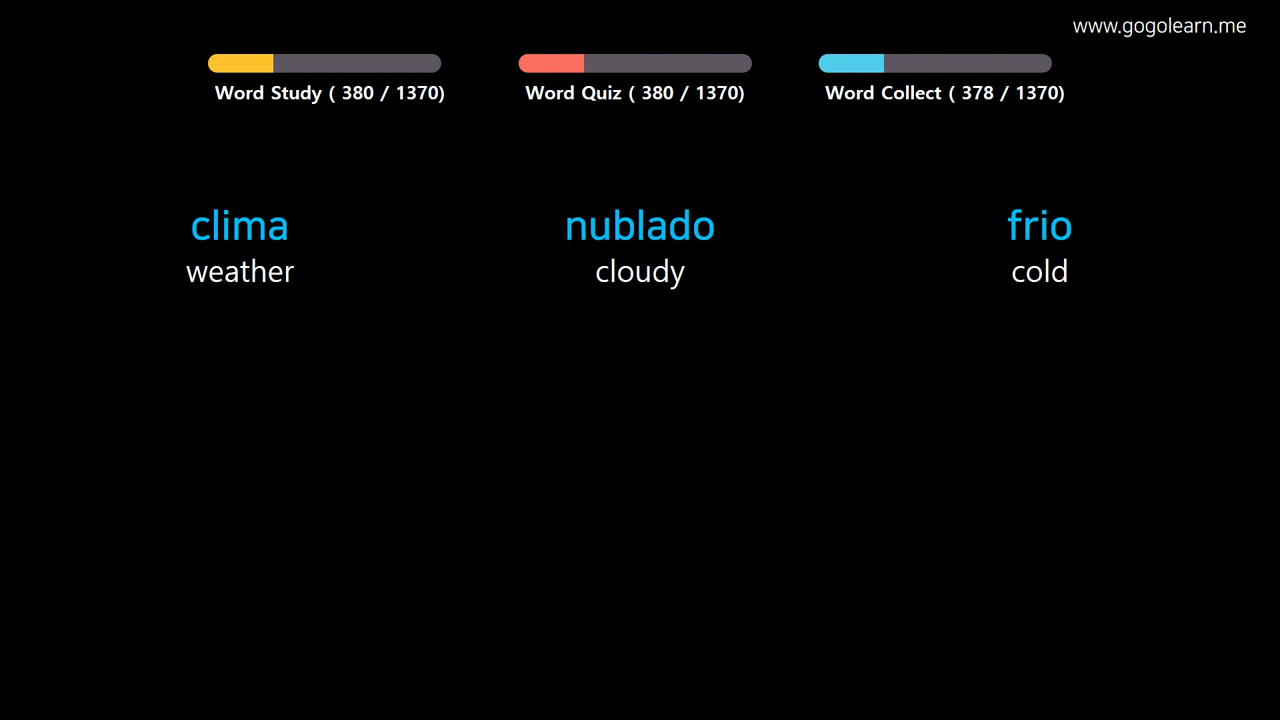 www.gogolearn.me
Word Study ( 380 / 1370)
Word Quiz ( 380 / 1370)
Word Collect ( 378 / 1370)
clima
nublado
frio
weather
cloudy
cold